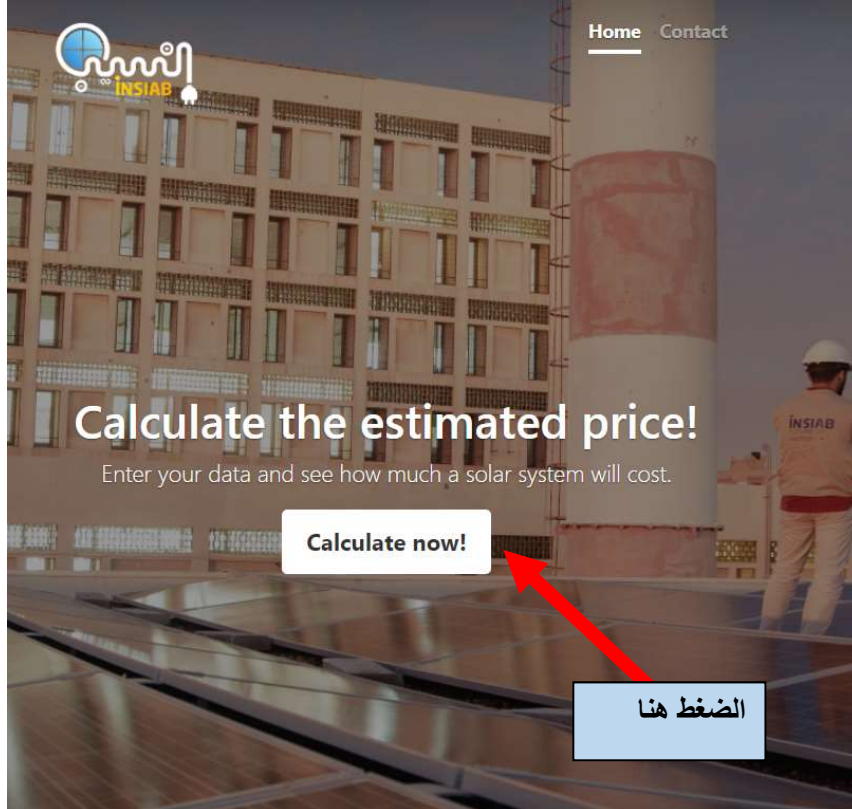 Home Contact
INSIAB
Calculate the estimated price!
INSIAB
Enter your data and see how much a solar system will cost.
Calculate now!
الضغط هنا